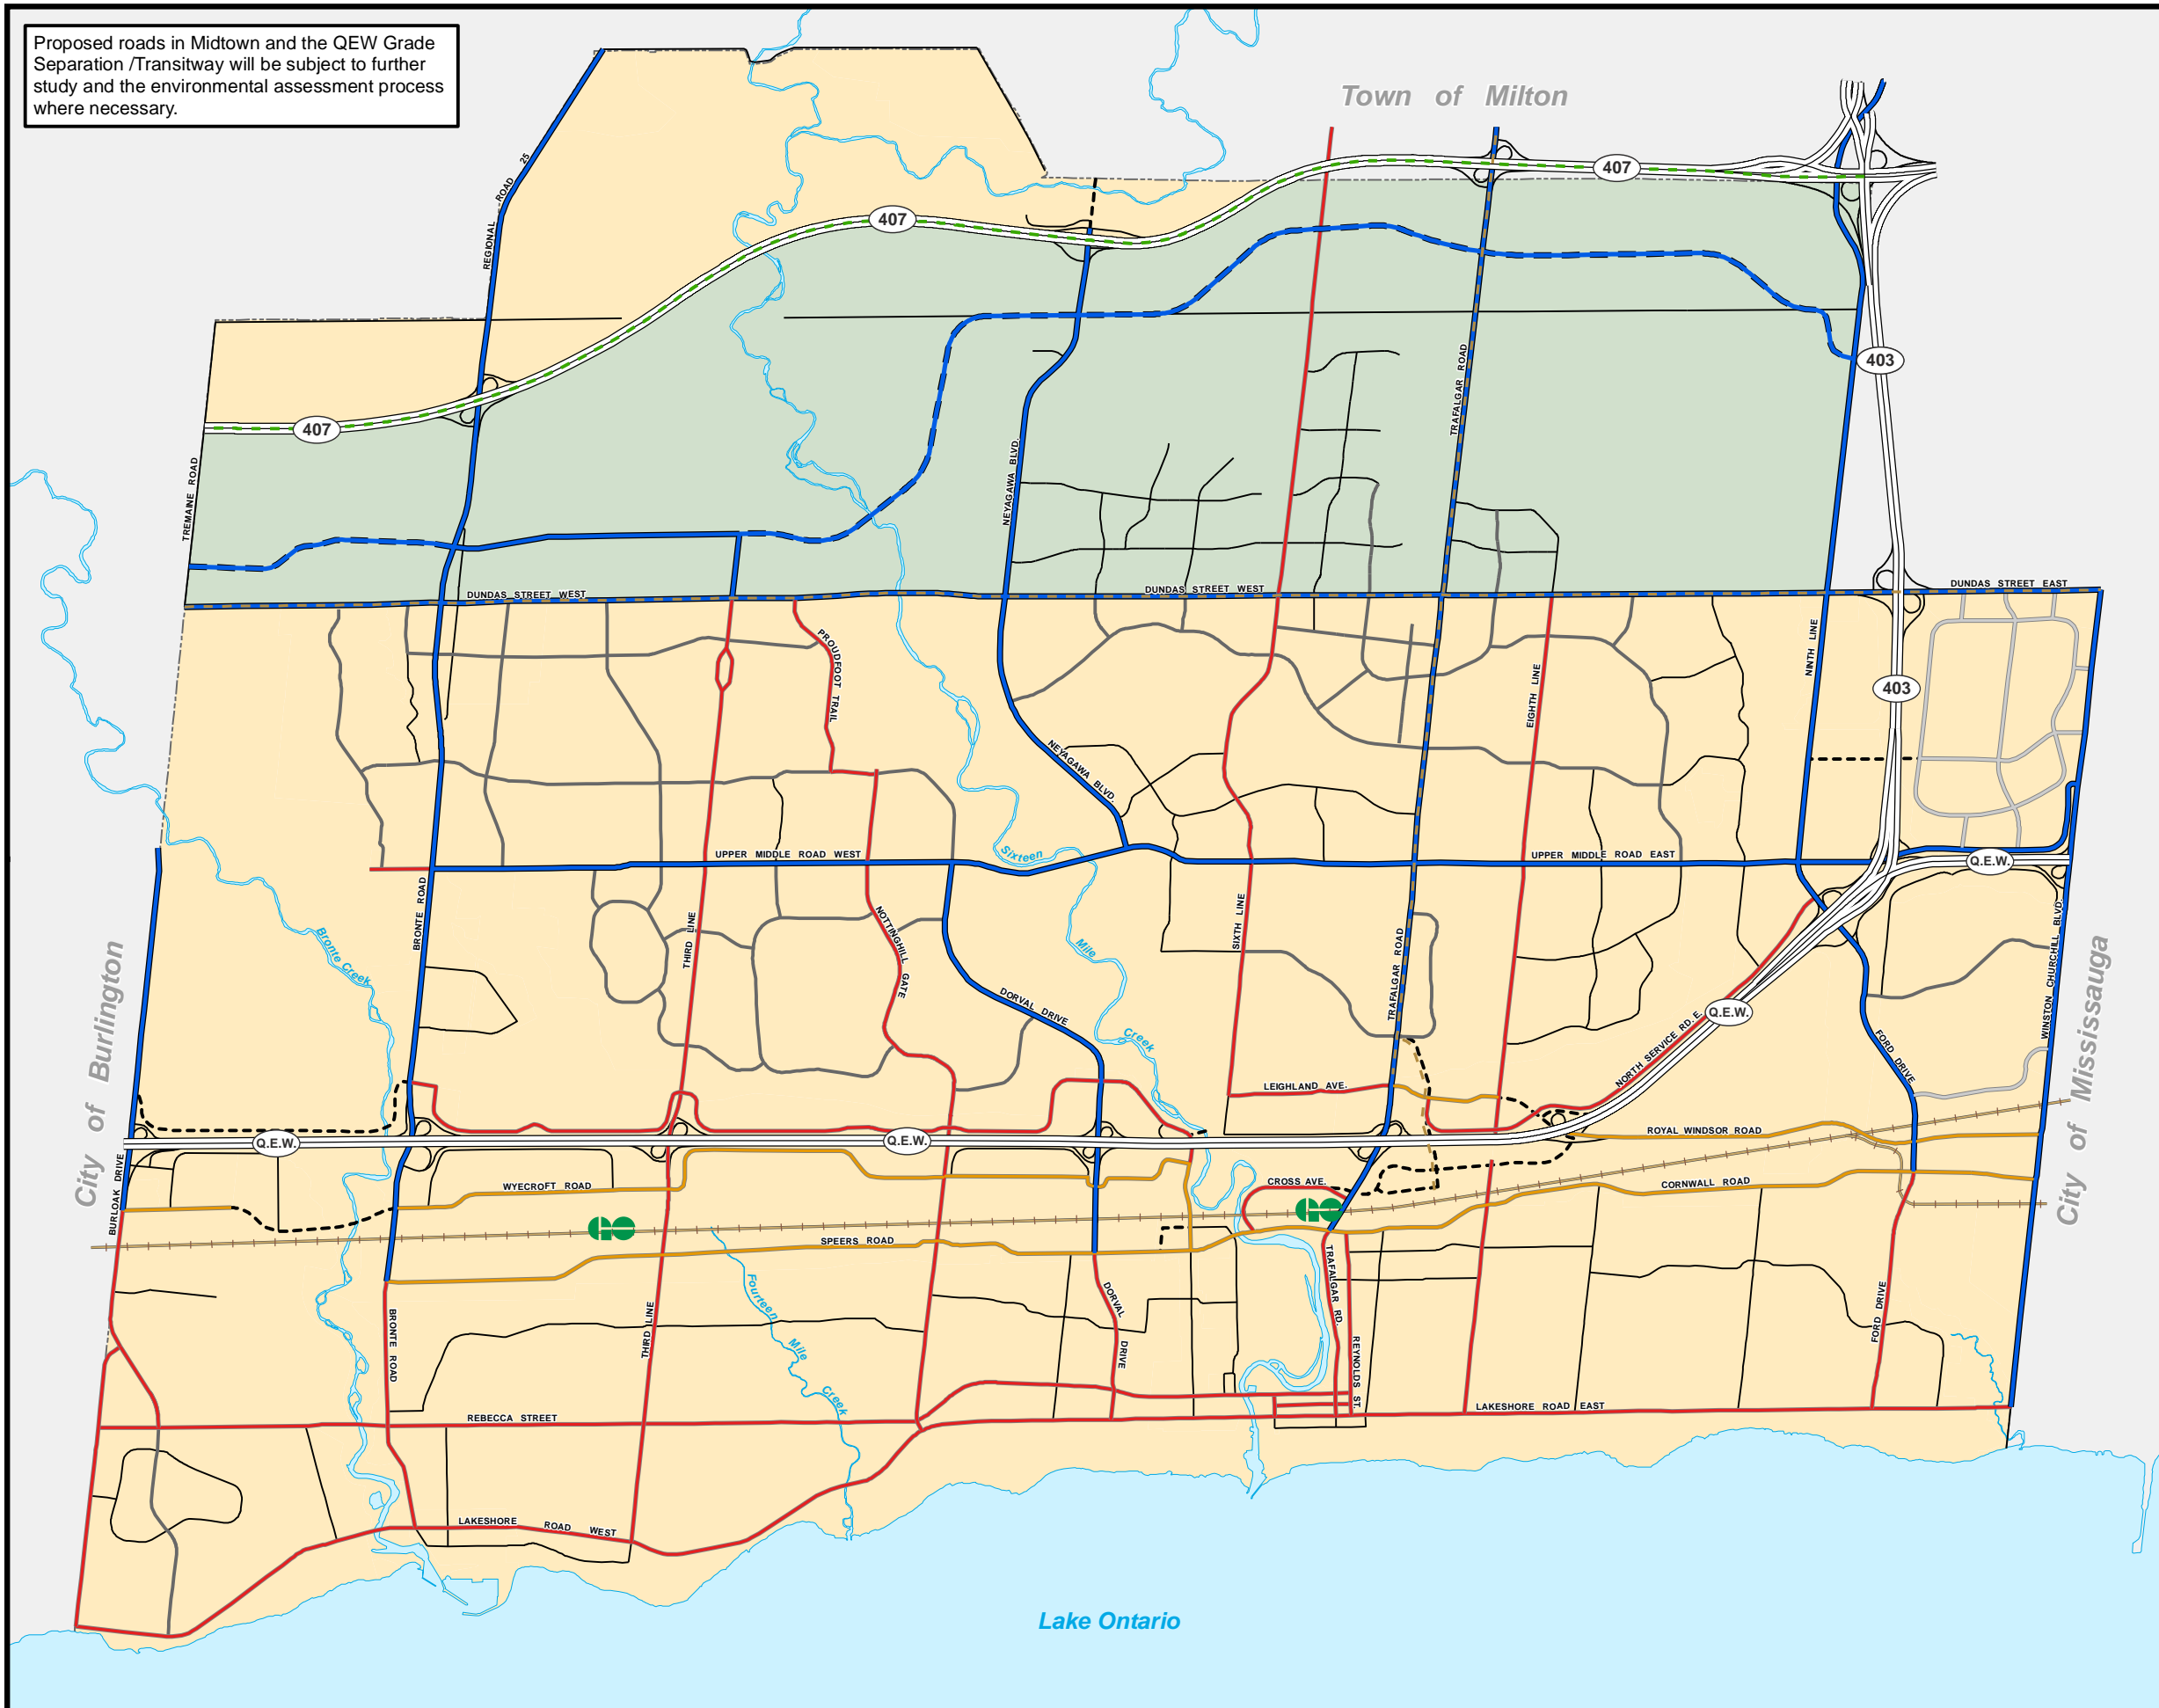 Proposed roads in Midtown and the QEW Grade
Separation /Transitway will be subject to further
study and the environmental assessment process
where necessary.
Town of Milton
REGIONAL ROAD 25
407
407
407
403
TREMAINE ROAD
NEYAGAWA BLVD.
TRAFALGAR ROAD
DUNDAS STREET WEST
DUNDAS STREET WEST
DUNDAS STREET EAST
PROUDFOOT TRAIL
NINTH LINE
EIGHTH LINE
403
NEYAGAWA BLVD.
UPPER MIDDLE ROAD WEST
Sixteen
UPPER MIDDLE ROAD EAST
Q.E.W.
BRONTE ROAD
THIRD LINE
NOTTINGHILL GATE
SIXTH LINE
Mile
TRAFALGAR ROAD
WINSTON CHURCHILL BLVD.
Bronte Creek
City of Burlington
DORVAL DRIVE
Creek
Q.E.W.
City of Mississauga
FORD DRIVE
NORTH SERVICE RD. E.
LEIGHLAND AVE.
Q.E.W.
Q.E.W.
ROYAL WINDSOR ROAD
BURLOAK DRIVE
WYECROFT ROAD
CROSS AVE.
CORNWALL ROAD
GO
GO
SPEERS ROAD
Fourteen
Mile
Creek
BRONTE ROAD
THIRD LINE
DORVAL DRIVE
TRAFALGAR RD.
REYNOLDS ST.
FORD DRIVE
REBECCA STREET
LAKESHORE ROAD EAST
LAKESHORE ROAD WEST
Lake Ontario